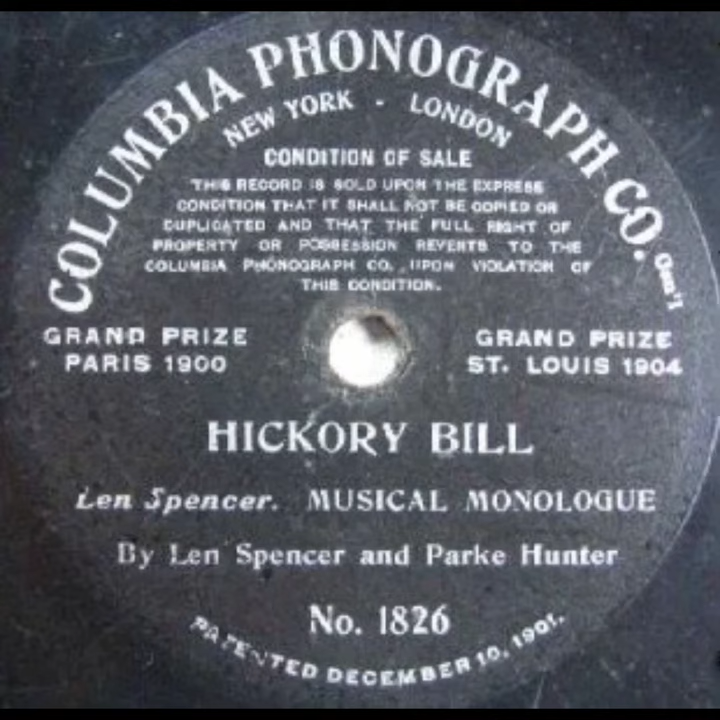 COLUMBIA PHONOGRAPH CO. Gen'l
NEW YORK - LONDON
CONDITION OF SALE
THIS RECORD IS SOLD UPON THE EXPRESS
CONDITION THAT IT SHALL NOT BE COPIED OR
DUPLICATED AND THAT THE FULL RIGHT OF
PROPERTY OR POSSESSION REVERTS TO THE
COLUMBIA PHONOGRAPH CO., UPON VIOLATION OF
THIS CONDITION.
GRAND PRIZE
PARIS 1900
GRAND PRIZE
ST. LOUIS 1904
HICKORY BILL
Len Spencer. MUSICAL MONOLOGUE
By Len Spencer and Parke Hunter
No. 1826
PATENTED DECEMBER 10, 1901.